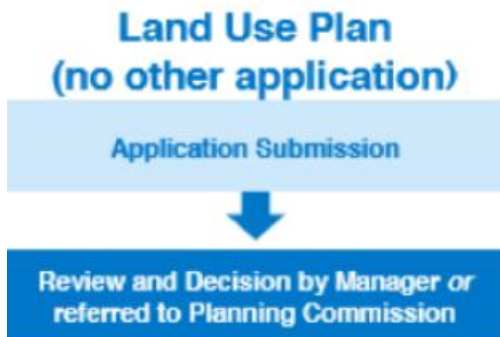 Land Use Plan
(no other application)
Application Submission
Review and Decision by Manager or
referred to Planning Commission